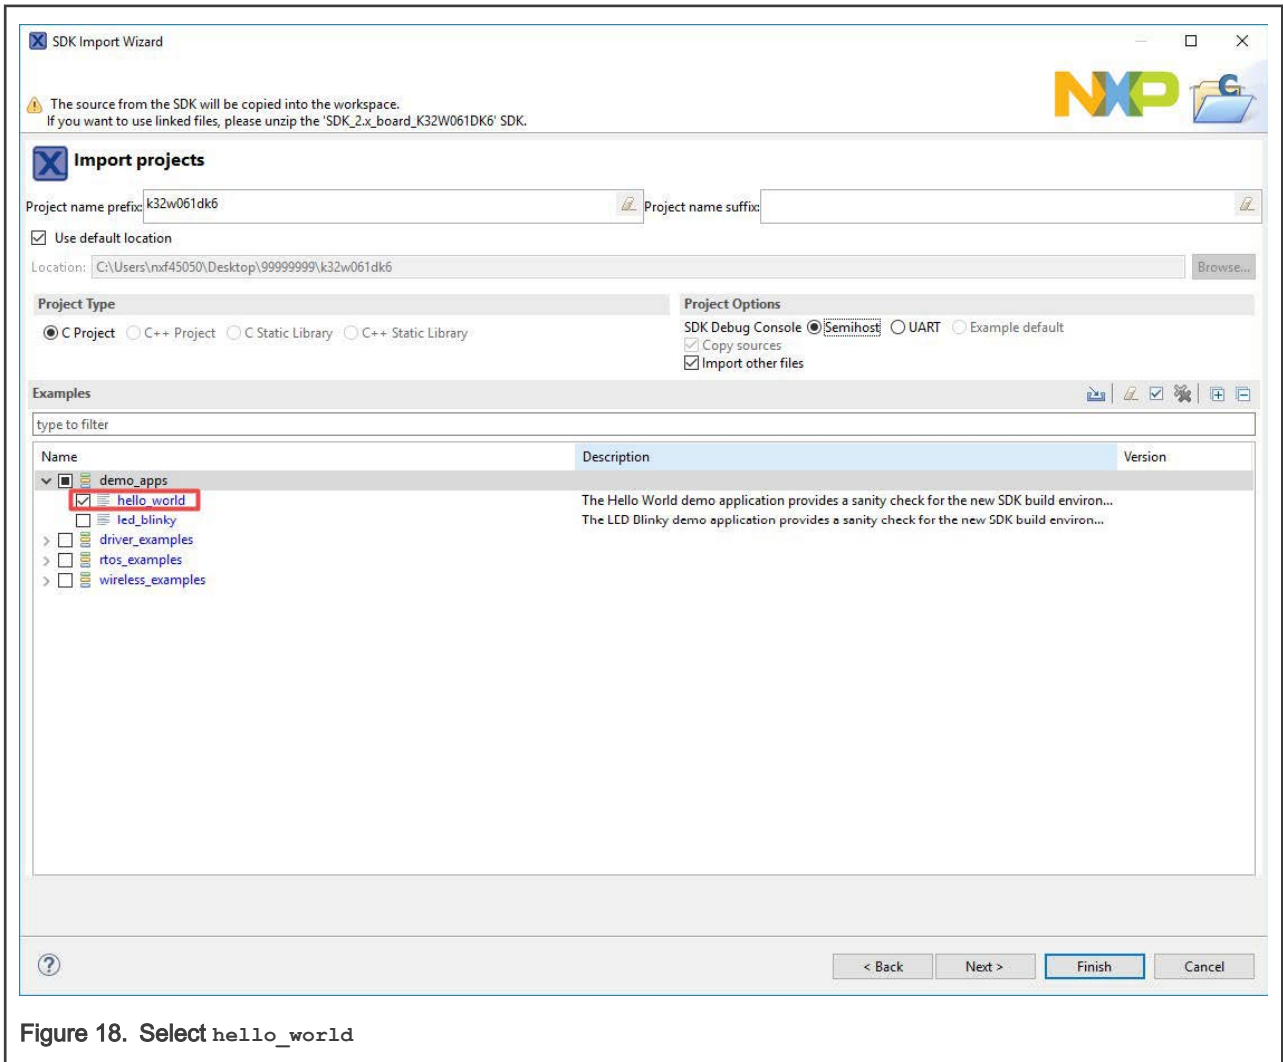 SDK Import Wizard
The source from the SDK will be copied into the workspace.
If you want to use linked files, please unzip the 'SDK_2.x_board_K32W061DK6' SDK.
NXP
C
Import projects
Project name prefix: k32w061dk6 Project name suffix:
Use default location
Location: C:\Users\nxf45050\Desktop\99999999\k32w061dk6 Browse...
Project Type Project Options
C Project C++ Project C Static Library C++ Static Library SDK Debug Console Semihost UART Example default
Copy sources
Import other files
Examples
type to filter
Name Description Version
demo_apps
hello_world The Hello World demo application provides a sanity check for the new SDK build environ...
led_blinky The LED Blinky demo application provides a sanity check for the new SDK build environ...
driver_examples
rtos_examples
wireless_examples
? < Back Next > Finish Cancel
Figure 18. Select hello_world